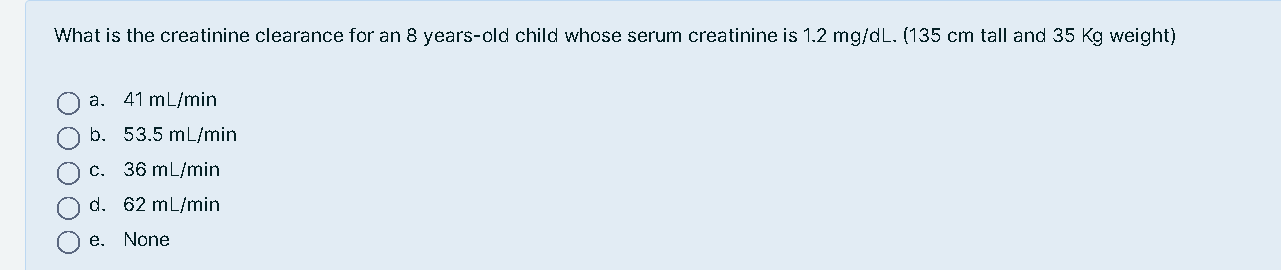 What is the creatinine clearance for an 8 years-old child whose serum creatinine is 1.2 mg/dL. (135 cm tall and 35 Kg weight)
a. 41 mL/min
b. 53.5 mL/min
c. 36 mL/min
d. 62 mL/min
e. None